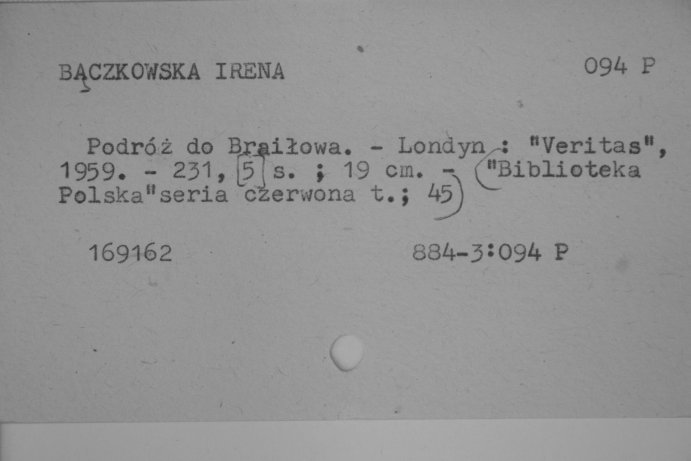 BĄCZKOWSKA IRENA 094 P
Podróż do Braiłowa. - Londyn : "Veritas",
1959. - 231, [5] s. ; 19 cm. - ("Biblioteka
Polska"seria czerwona t.; 45)
169162 884-3:094 P